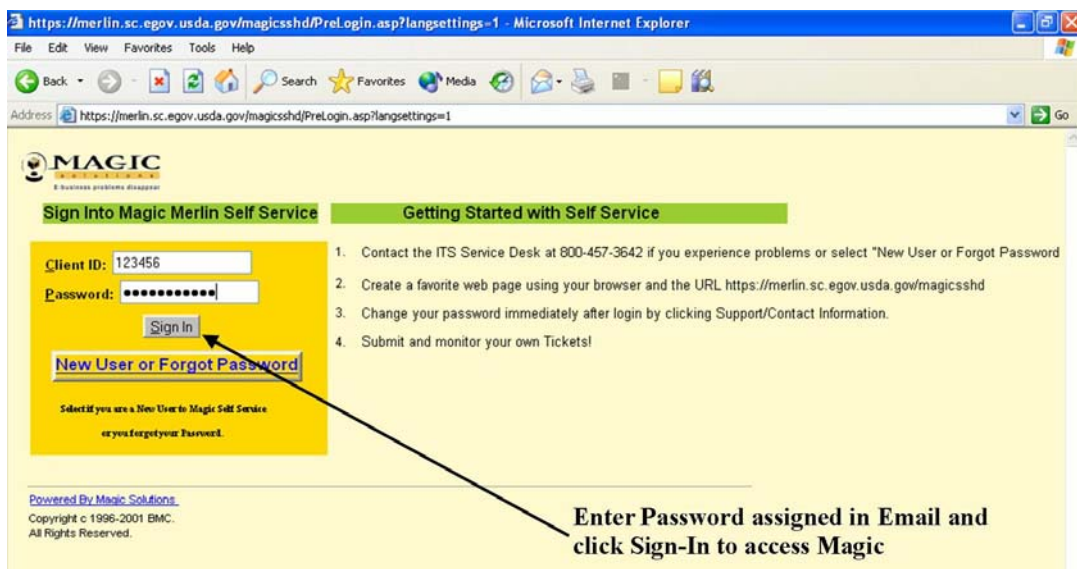 https://merlin.sc.egov.usda.gov/magicsshd/PreLogin.asp?langsettings=1 - Microsoft Internet Explorer
File Edit View Favorites Tools Help
Back Search Favorites Media
Address https://merlin.sc.egov.usda.gov/magicsshd/PreLogin.asp?langsettings=1 Go
MAGIC
solutions
E-business problems disappear
Sign Into Magic Merlin Self Service
Client ID: 123456
Password: •••••••••••
Sign In
New User or Forgot Password
Select if you are a New User to Magic Self Service
or you forgot your Password.
Getting Started with Self Service
1. Contact the ITS Service Desk at 800-457-3642 if you experience problems or select "New User or Forgot Password
2. Create a favorite web page using your browser and the URL https://merlin.sc.egov.usda.gov/magicsshd
3. Change your password immediately after login by clicking Support/Contact Information.
4. Submit and monitor your own Tickets!
Powered By Magic Solutions
Copyright c 1996-2001 BMC.
All Rights Reserved.
Enter Password assigned in Email and
click Sign-In to access Magic